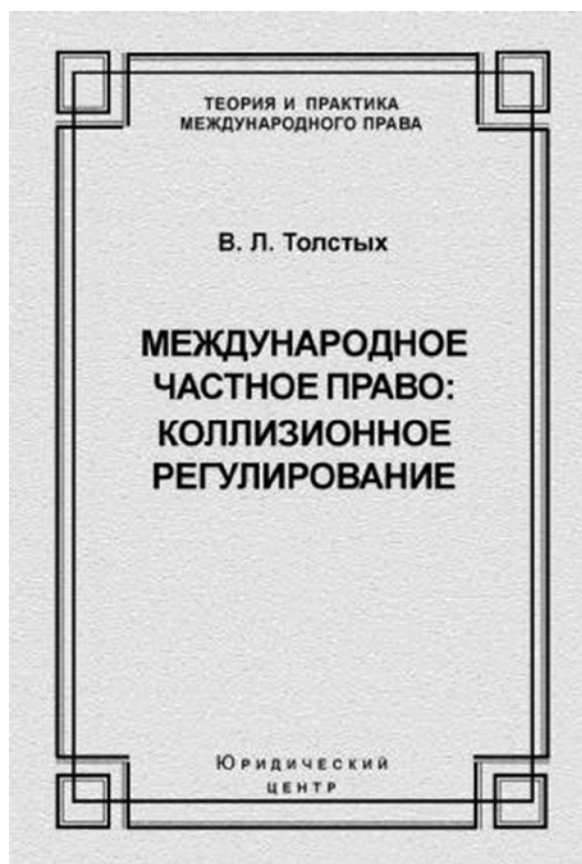 ТЕОРИЯ И ПРАКТИКА
МЕЖДУНАРОДНОГО ПРАВА
В. Л. Толстых
МЕЖДУНАРОДНОЕ
ЧАСТНОЕ ПРАВО:
КОЛЛИЗИОННОЕ
РЕГУЛИРОВАНИЕ
ЮРИДИЧЕСКИЙ
ЦЕНТР